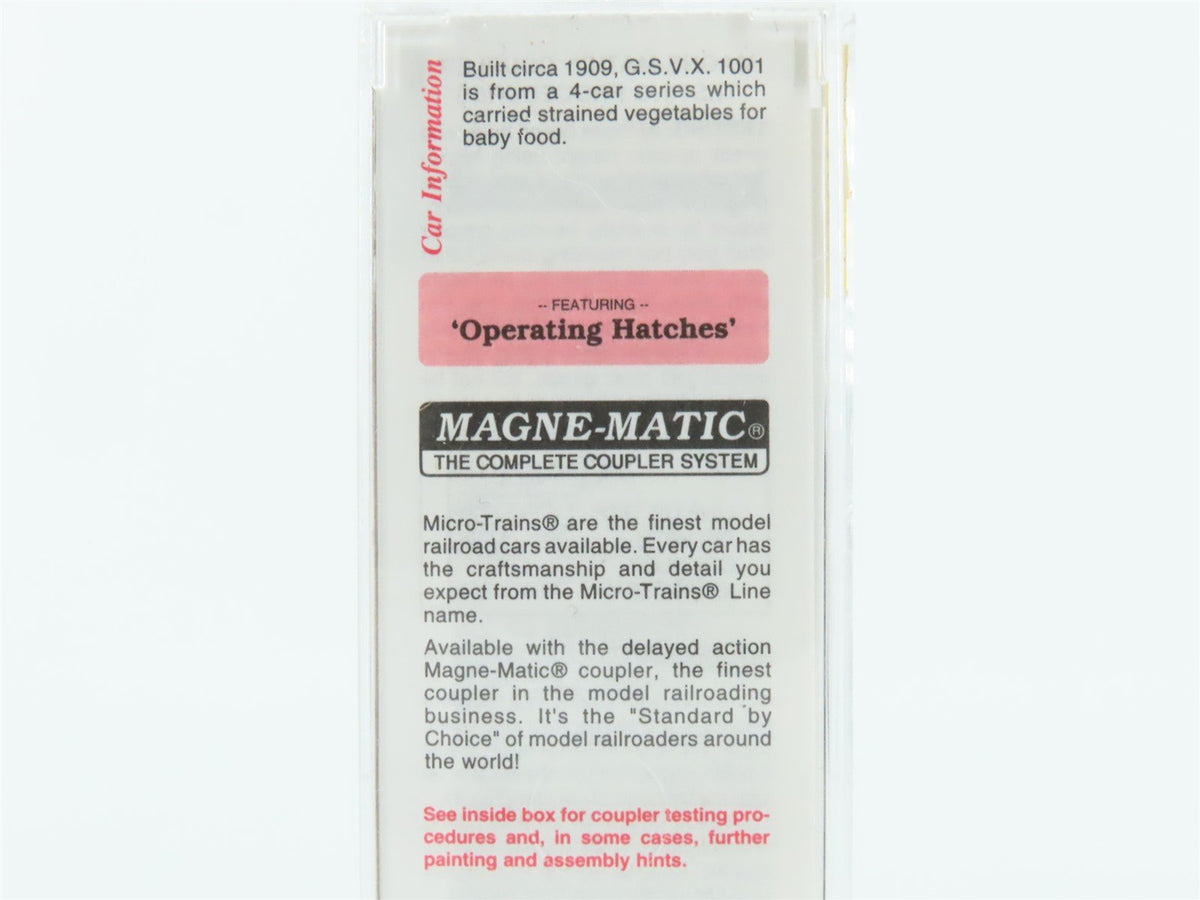 Car Information
Built circa 1909, G.S.V.X. 1001
is from a 4-car series which
carried strained vegetables for
baby food.
-- FEATURING --
‘Operating Hatches’
MAGNE-MATIC®
THE COMPLETE COUPLER SYSTEM
Micro-Trains® are the finest model
railroad cars available. Every car has
the craftsmanship and detail you
expect from the Micro-Trains® Line
name.
Available with the delayed action
Magne-Matic® coupler, the finest
coupler in the model railroading
business. It's the "Standard by
Choice" of model railroaders around
the world!
See inside box for coupler testing pro-
cedures and, in some cases, further
painting and assembly hints.